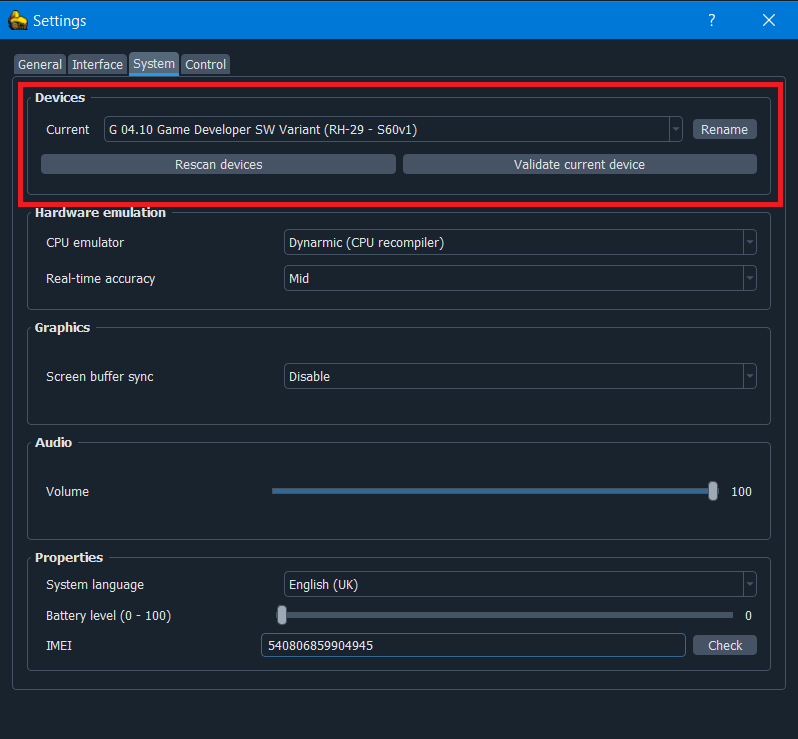 Settings
?
General Interface System Control
Devices
Current G 04.10 Game Developer SW Variant (RH-29 - S60v1) Rename
Rescan devices Validate current device
Hardware emulation
CPU emulator Dynarmic (CPU recompiler)
Real-time accuracy Mid
Graphics
Screen buffer sync Disable
Audio
Volume 100
Properties
System language English (UK)
Battery level (0 - 100) 0
IMEI 540806859904945 Check